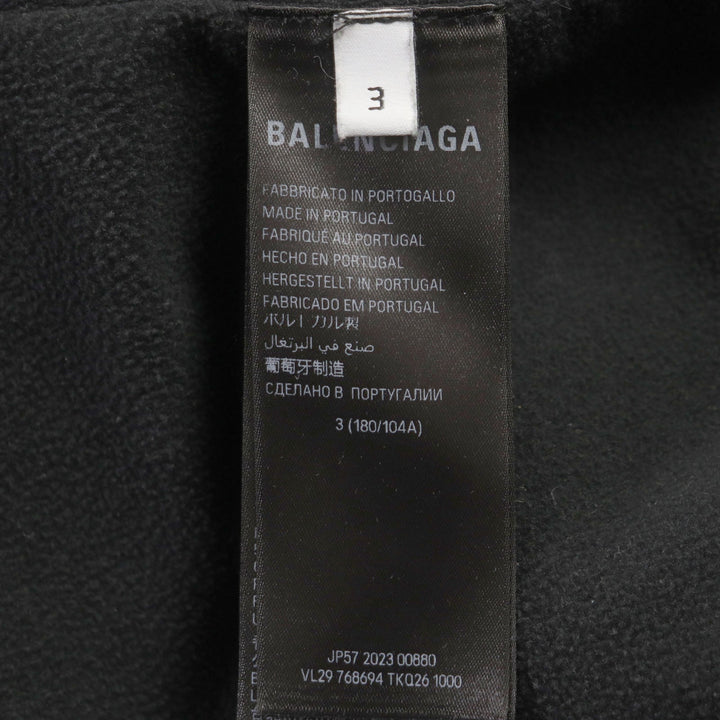 3
BALENCIAGA
FABBRICATO IN PORTOGALLO
MADE IN PORTUGAL
FABRIQUÉ AU PORTUGAL
HECHO EN PORTUGAL
HERGESTELLT IN PORTUGAL
FABRICADO EM PORTUGAL
ポルトガル製
صنع في البرتغال
葡萄牙制造
СДЕЛАНО В ПОРТУГАЛИИ
3 (180/104A)
JP57 2023 00880
VL29 768694 TKQ26 1000